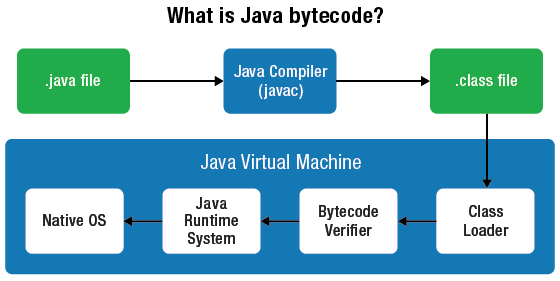 What is Java bytecode?
.java file
Java Compiler
(javac)
.class file
Java Virtual Machine
Native OS
Java
Runtime
System
Bytecode
Verifier
Class
Loader